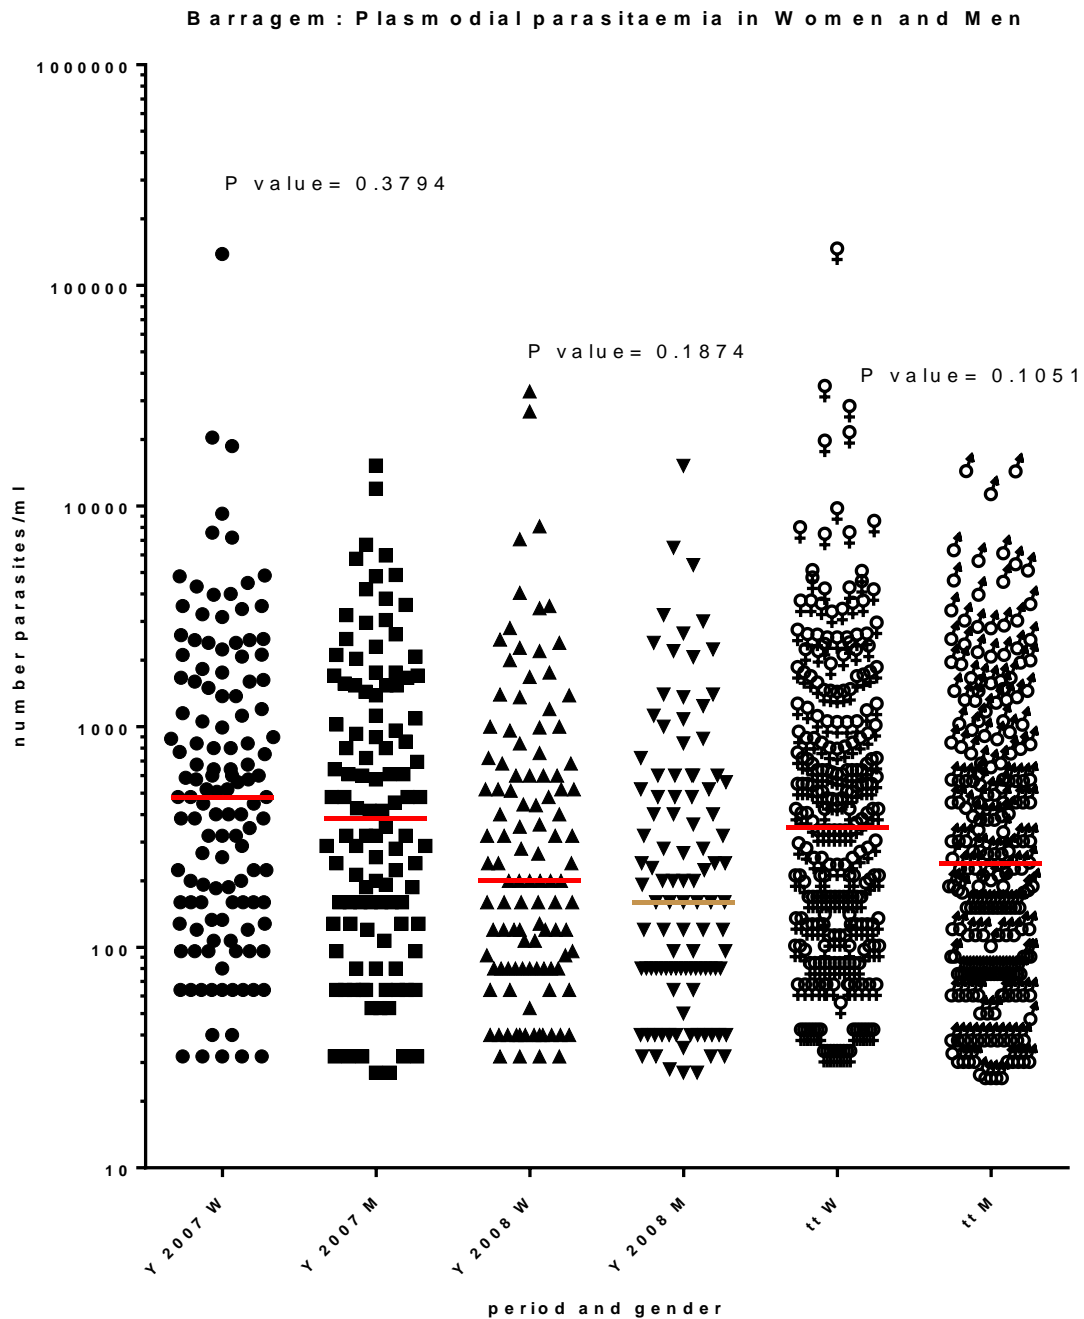 Barragem : Plasmodial parasitaemia in Women and Men
1000000
P value= 0.3794
100000
P value= 0.1874
P value= 0.1051
number parasites/ml
10000
1000
100
10
Y 2007 W
Y 2007 M
Y 2008 W
Y 2008 M
tt W
tt M
period and gender